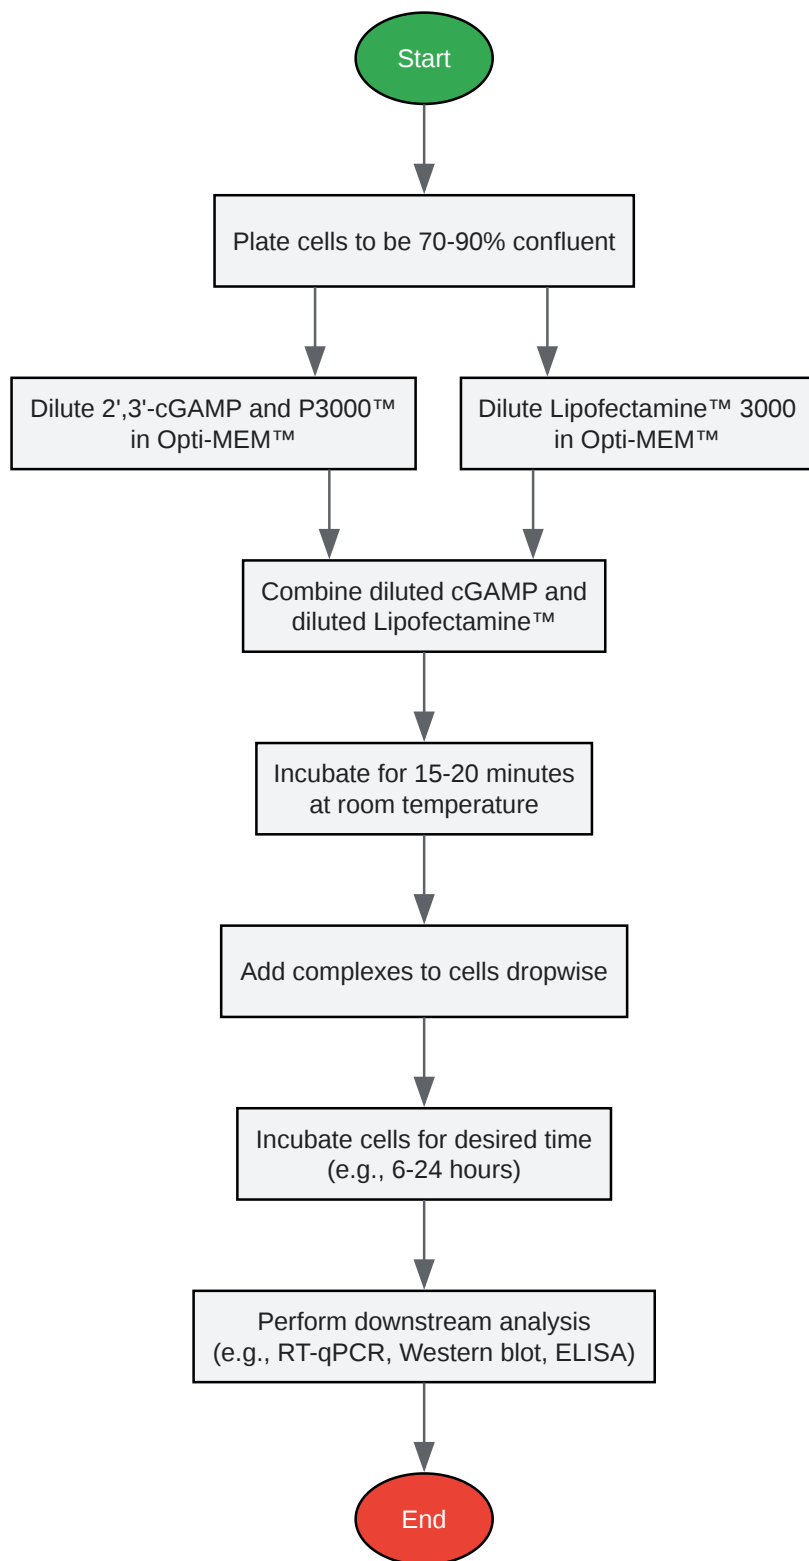 Start
Plate cells to be 70-90% confluent
Dilute 2',3'-cGAMP and P3000™
in Opti-MEM™
Dilute Lipofectamine™ 3000
in Opti-MEM™
Combine diluted cGAMP and
diluted Lipofectamine™
Incubate for 15-20 minutes
at room temperature
Add complexes to cells dropwise
Incubate cells for desired time
(e.g., 6-24 hours)
Perform downstream analysis
(e.g., RT-qPCR, Western blot, ELISA)
End